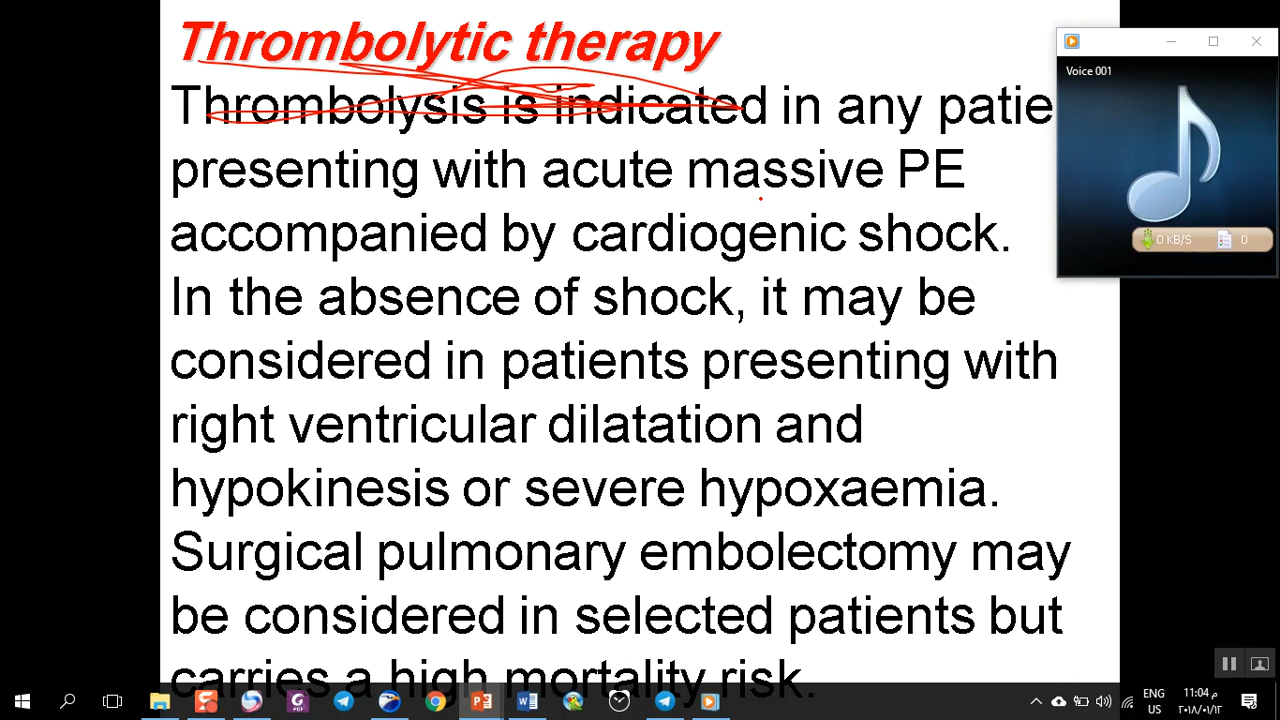 Thrombolytic therapy
Thrombolysis is indicated in any patie
presenting with acute massive PE
accompanied by cardiogenic shock.
In the absence of shock, it may be
considered in patients presenting with
right ventricular dilatation and
hypokinesis or severe hypoxaemia.
Surgical pulmonary embolectomy may
be considered in selected patients but
carries a high mortality risk.
Voice 001
0 KB/S 0
ENG
US
م 11:04
٢٠١٨/٠١/١٢